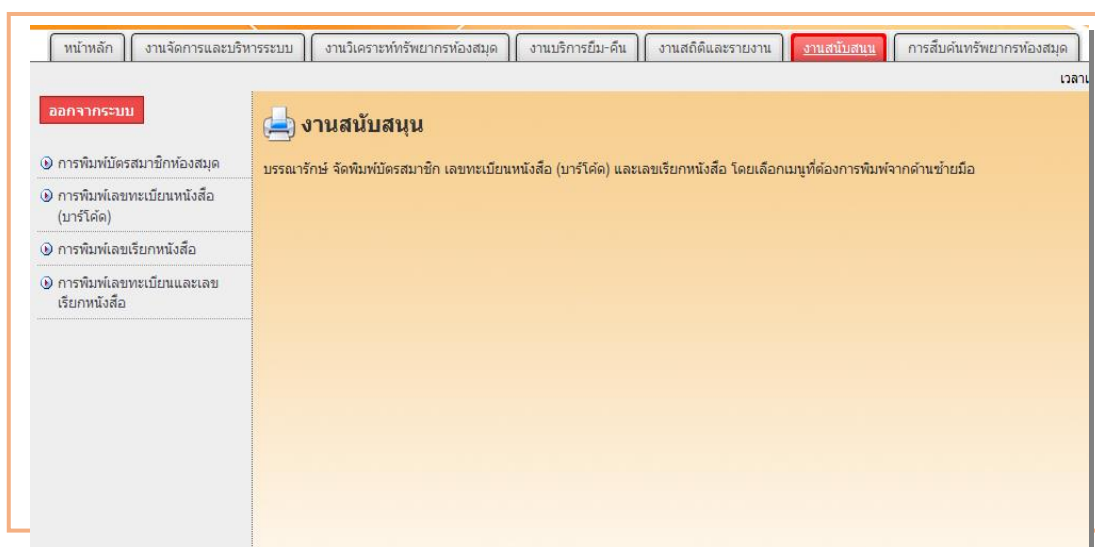 หน้าหลัก
งานจัดการและบริหารระบบ
งานวิเคราะห์ทรัพยากรห้องสมุด
งานบริการยืม-คืน
งานสถิติและรายงาน
งานสนับสนุน
การสืบค้นทรัพยากรห้องสมุด
ออกจากระบบ
การพิมพ์บัตรสมาชิกห้องสมุด
การพิมพ์เลขทะเบียนหนังสือ
(บาร์โค้ด)
การพิมพ์เลขเรียกหนังสือ
การพิมพ์เลขทะเบียนและเลข
เรียกหนังสือ
งานสนับสนุน
บรรณารักษ์ จัดพิมพ์บัตรสมาชิก เลขทะเบียนหนังสือ (บาร์โค้ด) และเลขเรียกหนังสือ โดยเลือกเมนูที่ต้องการพิมพ์จากด้านซ้ายมือ